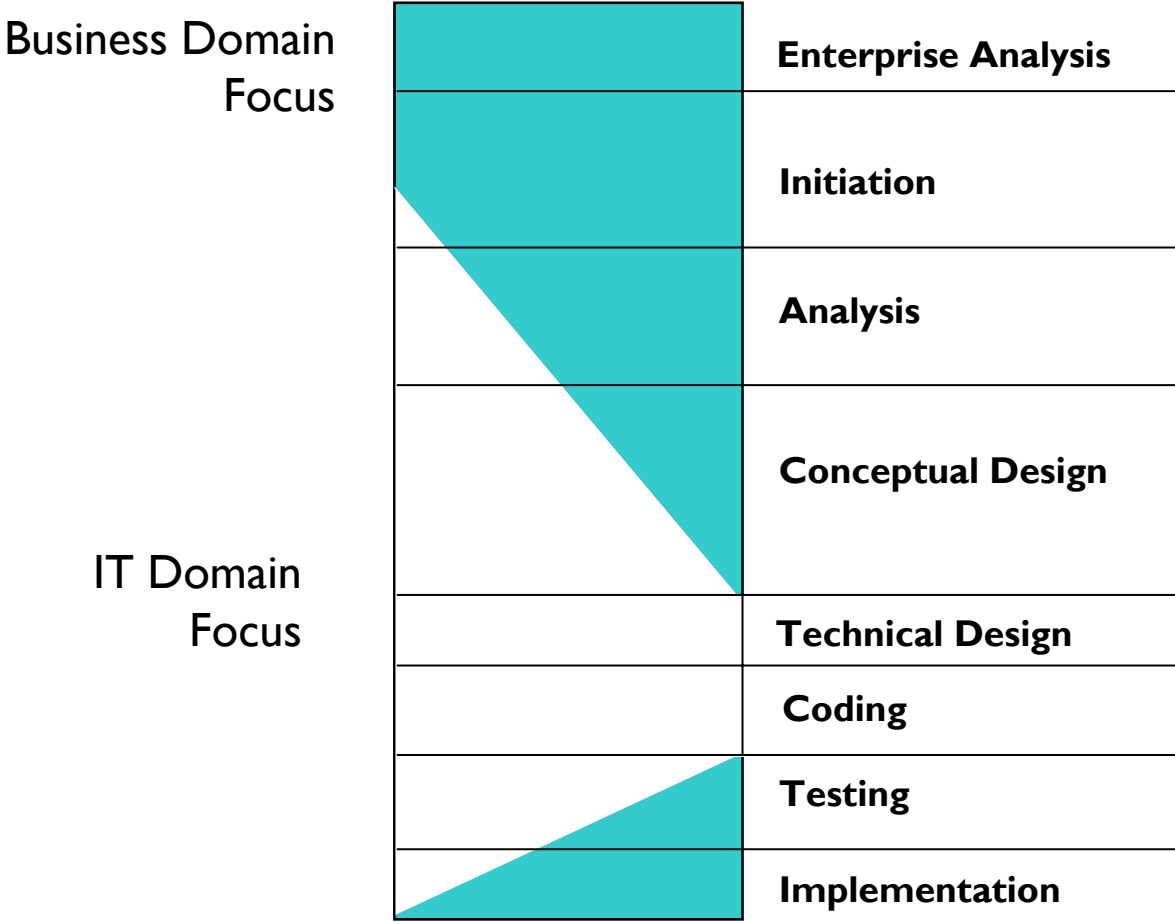 Business Domain
Focus
Enterprise Analysis
Initiation
Analysis
Conceptual Design
IT Domain
Focus
Technical Design
Coding
Testing
Implementation